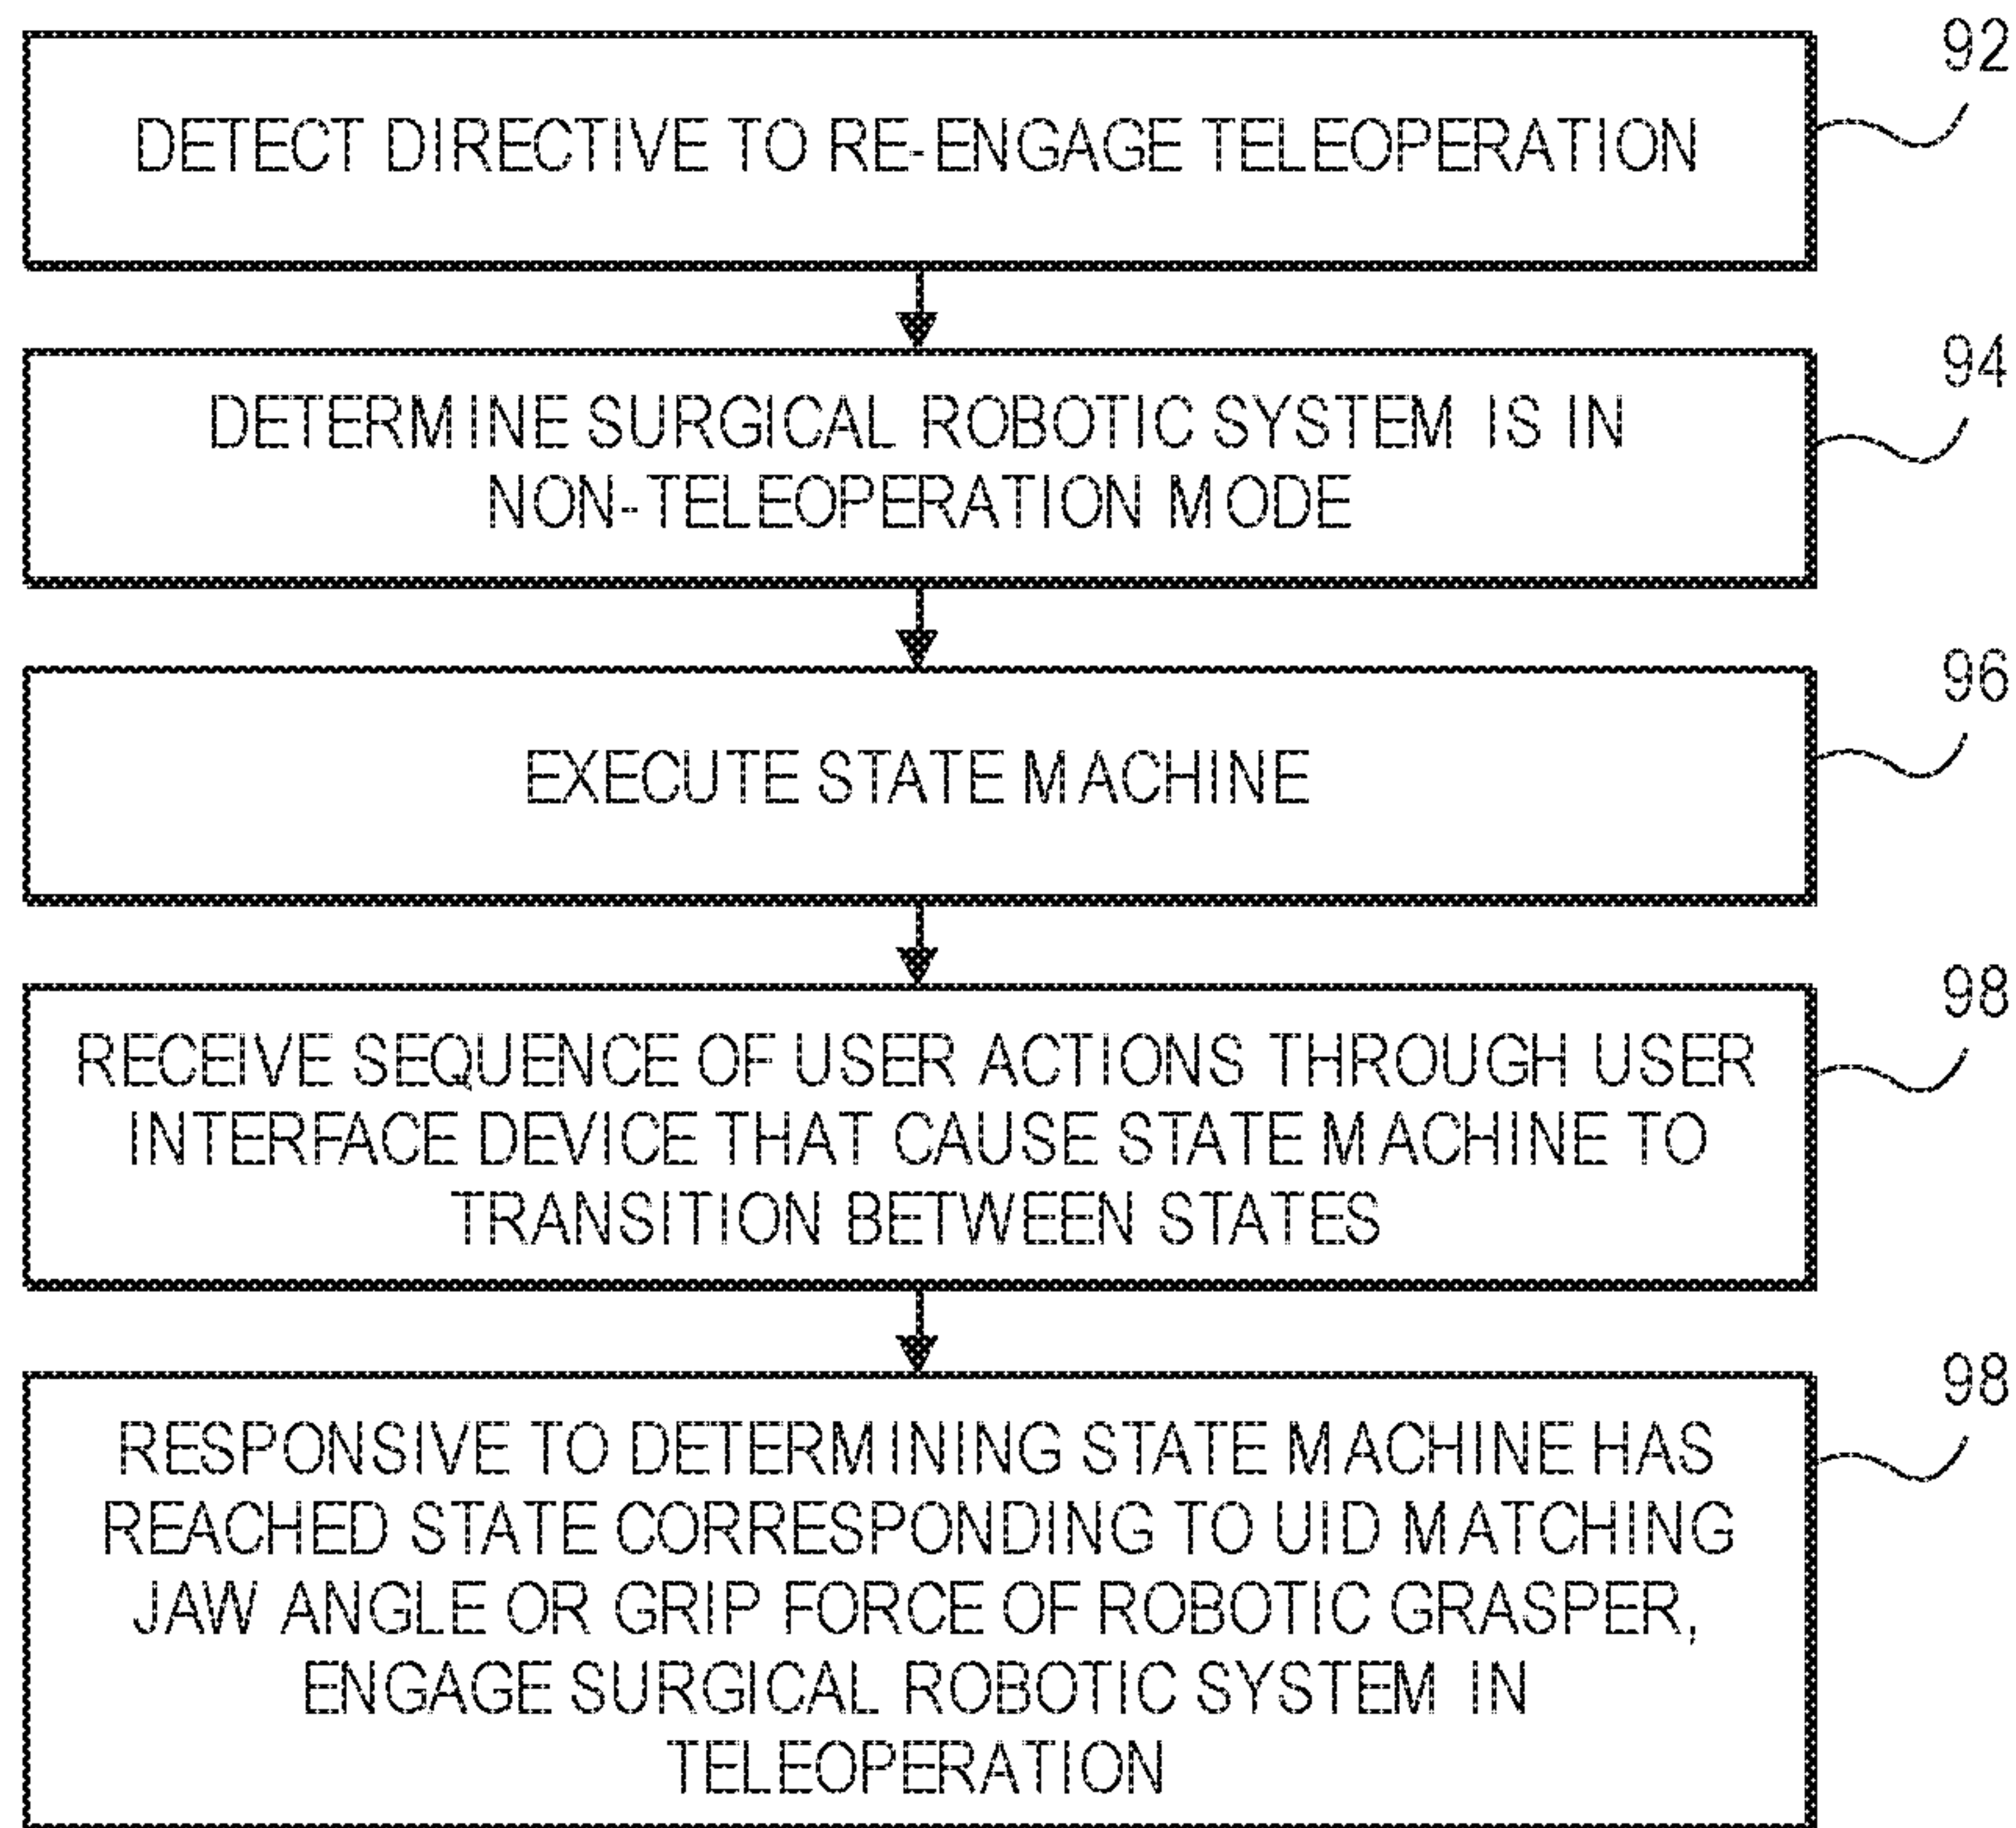 92
DETECT DIRECTIVE TO RE-ENGAGE TELEOPERATION
94
DETERMINE SURGICAL ROBOTIC SYSTEM IS IN
NON-TELEOPERATION MODE
96
EXECUTE STATE MACHINE
98
RECEIVE SEQUENCE OF USER ACTIONS THROUGH USER
INTERFACE DEVICE THAT CAUSE STATE MACHINE TO
TRANSITION BETWEEN STATES
98
RESPONSIVE TO DETERMINING STATE MACHINE HAS
REACHED STATE CORRESPONDING TO UID MATCHING
JAW ANGLE OR GRIP FORCE OF ROBOTIC GRASPER,
ENGAGE SURGICAL ROBOTIC SYSTEM IN
TELEOPERATION